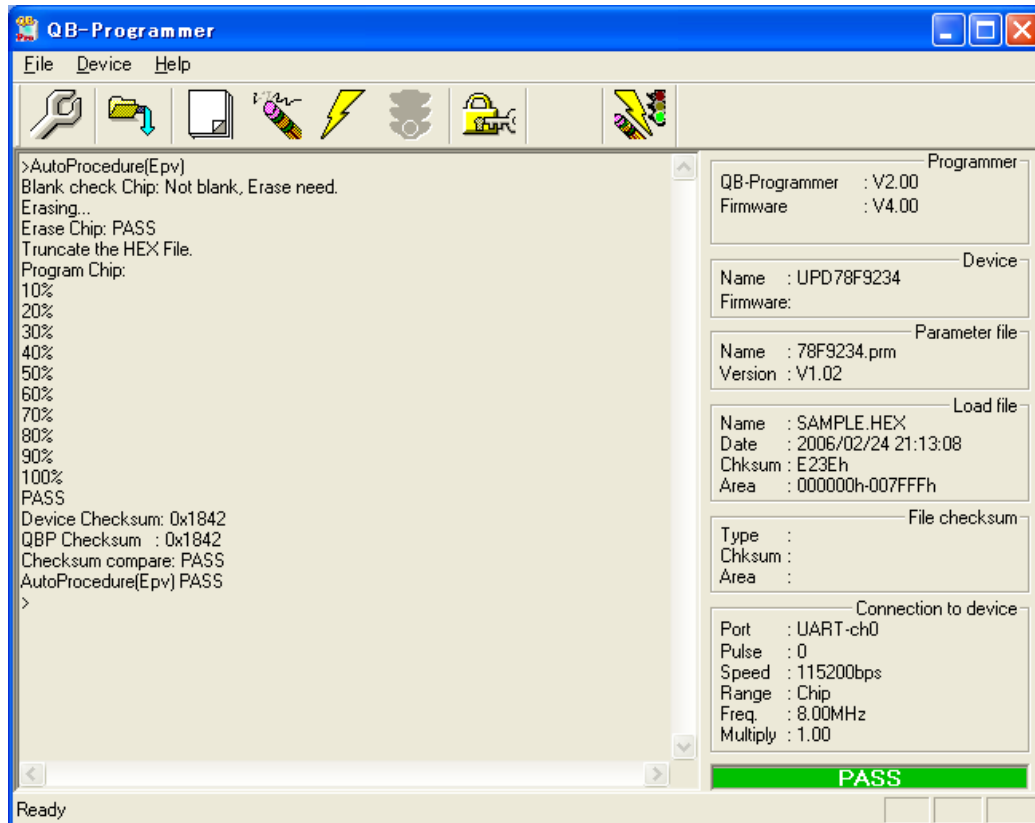 QB-Programmer
File Device Help
>AutoProcedure(Epv)
Blank check Chip: Not blank, Erase need.
Erasing...
Erase Chip: PASS
Truncate the HEX File.
Program Chip:
10%
20%
30%
40%
50%
60%
70%
80%
90%
100%
PASS
Device Checksum: 0x1842
QBP Checksum : 0x1842
Checksum compare: PASS
AutoProcedure(Epv) PASS
>
Programmer
QB-Programmer : V2.00
Firmware : V4.00
Device
Name : UPD78F9234
Firmware:
Parameter file
Name : 78F9234.prm
Version : V1.02
Load file
Name : SAMPLE.HEX
Date : 2006/02/24 21:13:08
Chksum : E23Eh
Area : 000000h-007FFFh
File checksum
Type :
Chksum :
Area :
Connection to device
Port : UART-ch0
Pulse : 0
Speed : 115200bps
Range : Chip
Freq. : 8.00MHz
Multiply : 1.00
PASS
Ready